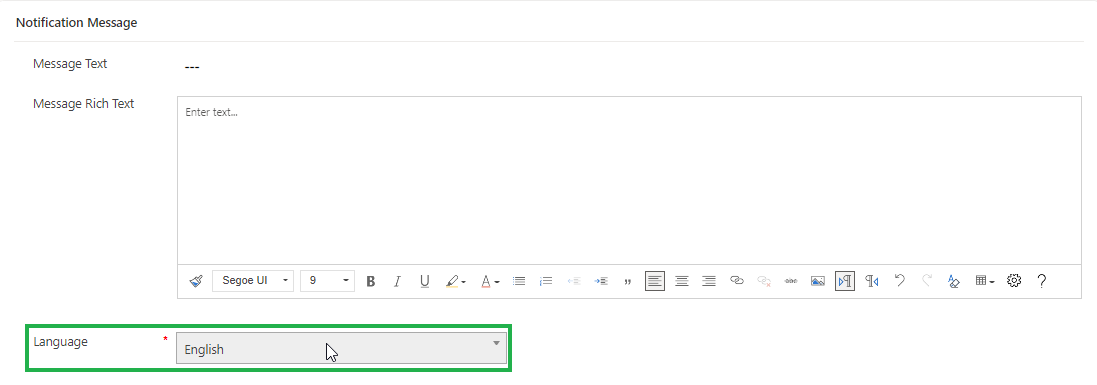 Notification Message
Message Text ---
Message Rich Text
Enter text...
Segoe UI 9 B I U A ” ?
Language *
English